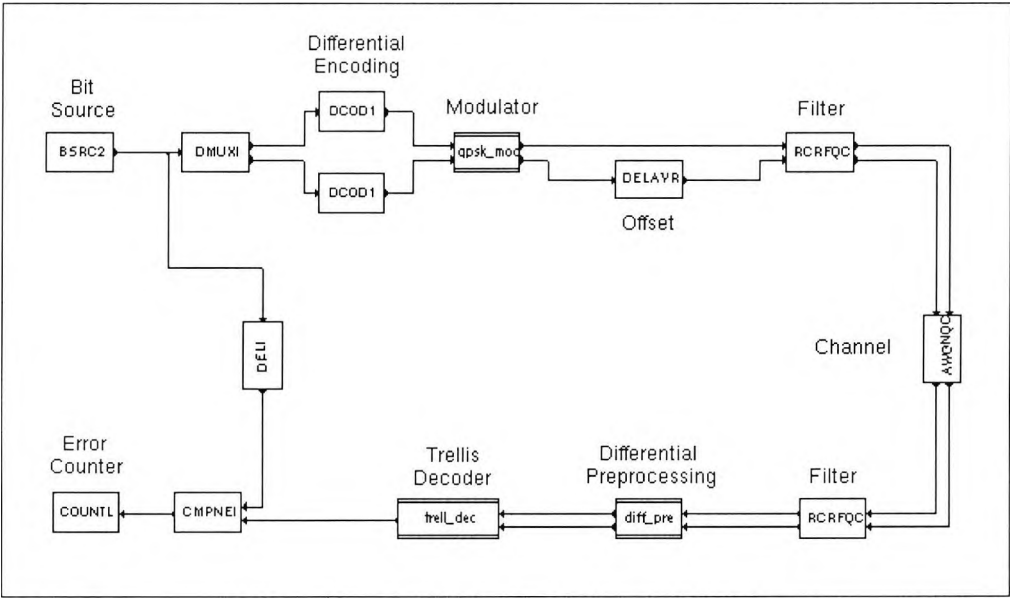 Differential
Encoding
Bit
Source
Modulator
Filter
BSRC2
DMUXI
DCOD1
DCOD1
qpsk_mod
DELAYR
RCRFQC
Offset
DELI
Channel
AWGNQC
Error
Counter
Trellis
Decoder
Differential
Preprocessing
Filter
COUNTL
CMPNEI
trell_dec
diff_pre
RCRFQC